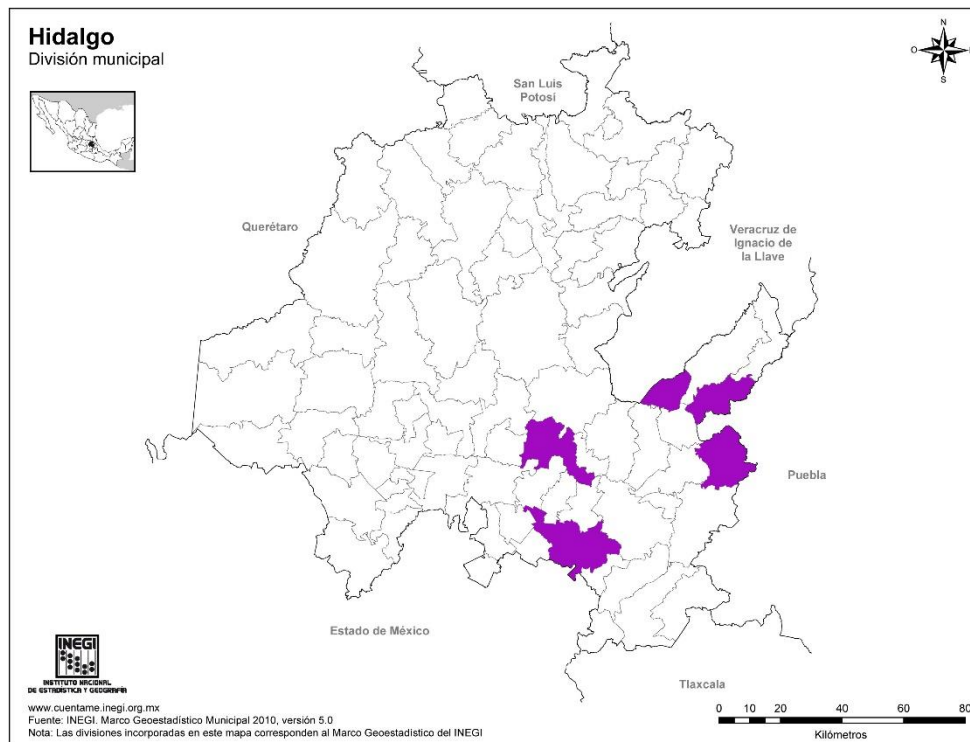 Hidalgo
División municipal
N
O
E
S
San Luis
Potosí
Querétaro
Veracruz de
Ignacio de
la Llave
Puebla
Estado de México
Tlaxcala
INEGI
INSTITUTO NACIONAL
DE ESTADÍSTICA Y GEOGRAFÍA
www.cuentame.inegi.org.mx
Fuente: INEGI. Marco Geoestadístico Municipal 2010, versión 5.0
Nota: Las divisiones incorporadas en este mapa corresponden al Marco Geoestadístico del INEGI
0 10 20 40 60 80
Kilómetros